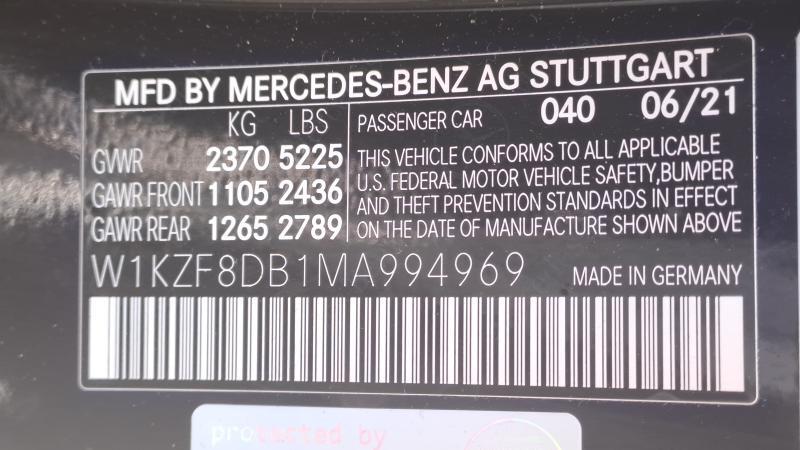 MFD BY MERCEDES-BENZ AG STUTTGART
KG LBS
GVWR 2370 5225
GAWR FRONT 1105 2436
GAWR REAR 1265 2789
PASSENGER CAR 040 06/21
THIS VEHICLE CONFORMS TO ALL APPLICABLE
U.S. FEDERAL MOTOR VEHICLE SAFETY,BUMPER
AND THEFT PREVENTION STANDARDS IN EFFECT
ON THE DATE OF MANUFACTURE SHOWN ABOVE
W1KZF8DB1MA994969 MADE IN GERMANY
protected by